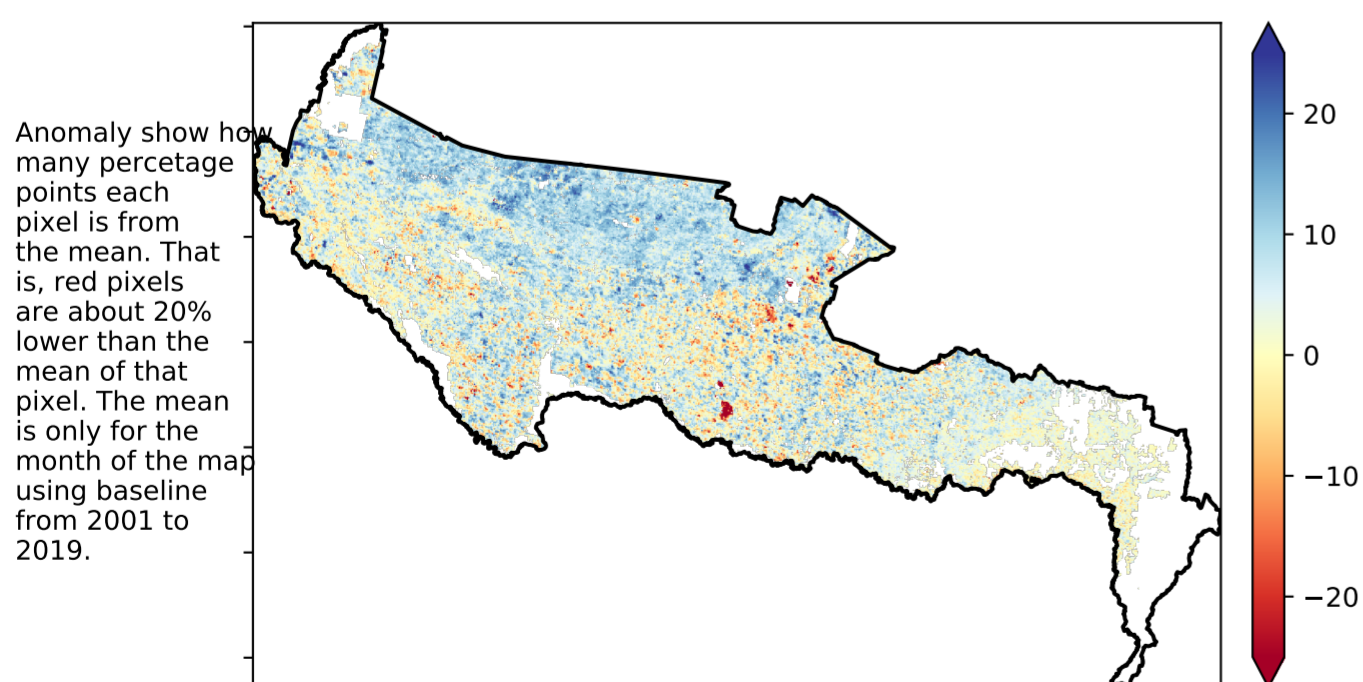 Anomaly show how
many percetage
points each
pixel is from
the mean. That
is, red pixels
are about 20%
lower than the
mean of that
pixel. The mean
is only for the
month of the map
using baseline
from 2001 to
2019.
20
10
0
−10
−20